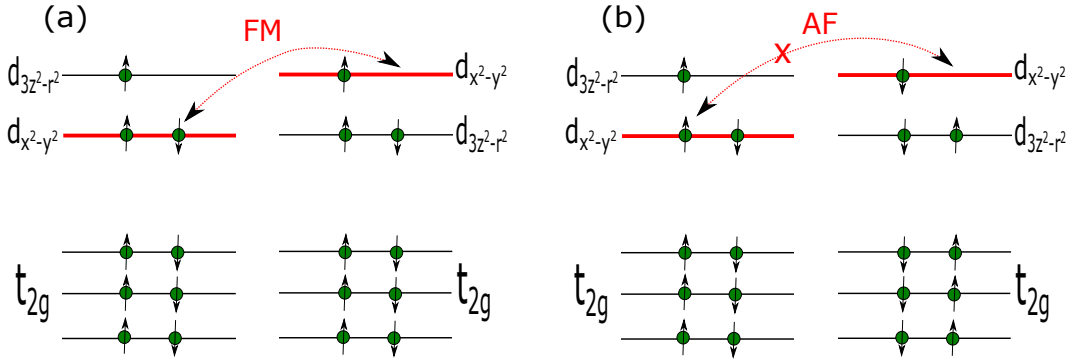 (a)
FM
d3z²-r²
dx²-y²
dx²-y²
d3z²-r²
t2g
t2g
(b)
AF
x
d3z²-r²
dx²-y²
dx²-y²
d3z²-r²
t2g
t2g